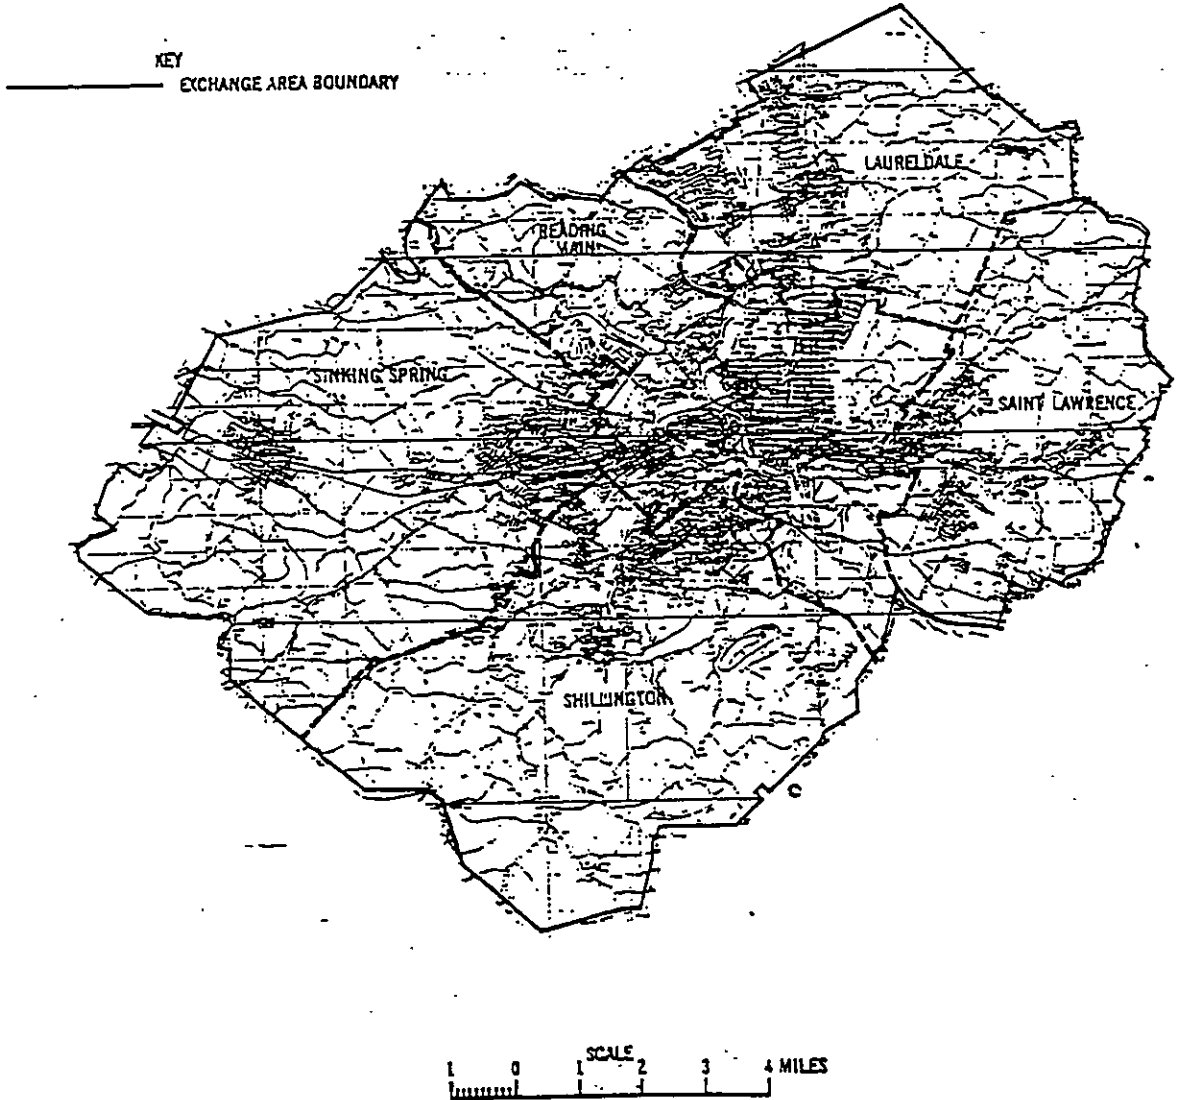 KEY
EXCHANGE AREA BOUNDARY
LAURELDALE
READING
MAIN
SINKING SPRING
SAINT LAWRENCE
SHILLINGTON
SCALE
1 0 1 2 3 4 MILES